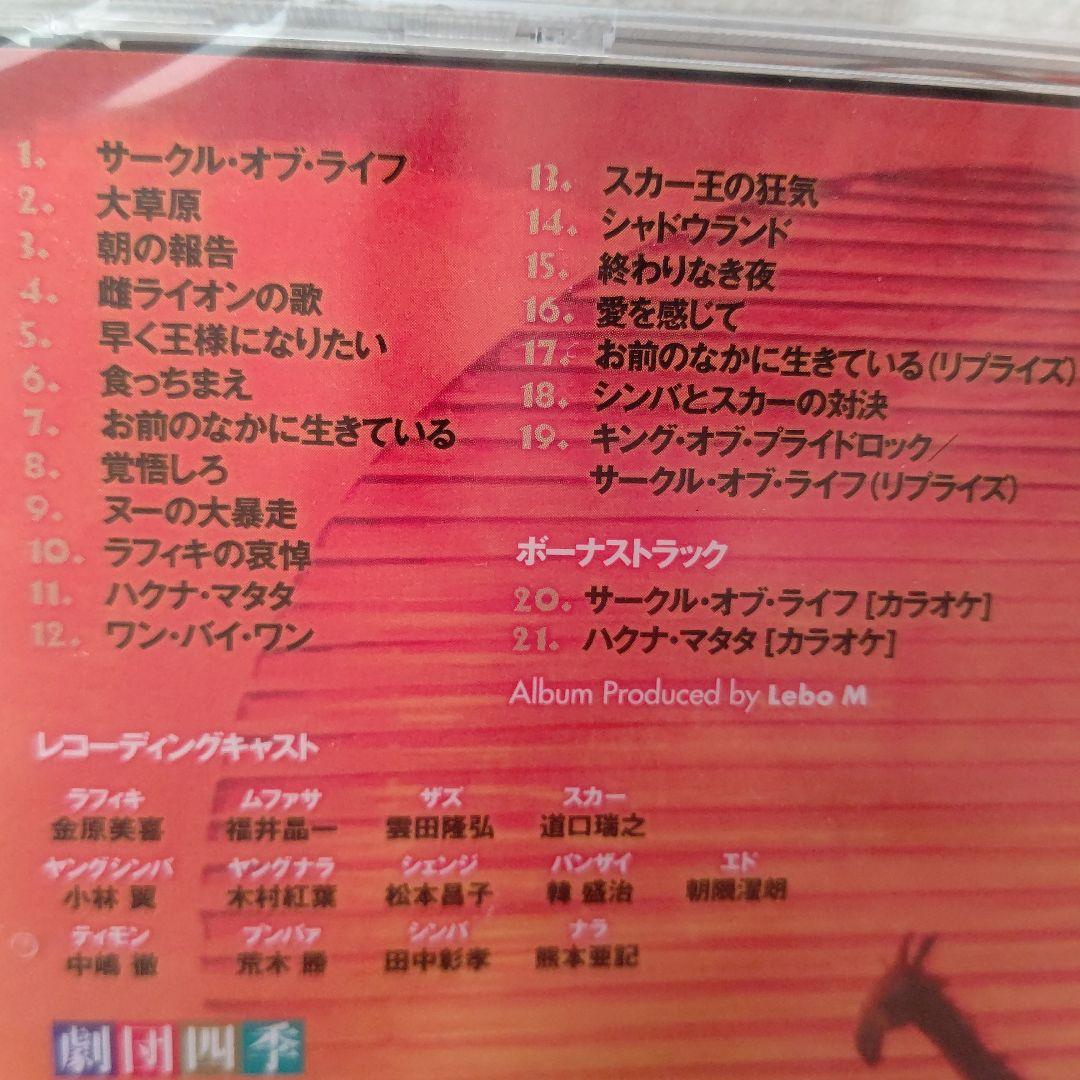 1. サークル・オブ・ライフ
2. 大草原
3. 朝の報告
4. 雌ライオンの歌
5. 早く王様になりたい
6. 食っちまえ
7. お前のなかに生きている
8. 覚悟しろ
9. ヌーの大暴走
10. ラフィキの哀悼
11. ハクナ・マタタ
12. ワン・バイ・ワン
13. スカー王の狂気
14. シャドウランド
15. 終わりなき夜
16. 愛を感じて
17. お前のなかに生きている(リプライズ)
18. シンバとスカーの対決
19. キング・オブ・プライドロック/
サークル・オブ・ライフ(リプライズ)
ボーナストラック
20. サークル・オブ・ライフ [カラオケ]
21. ハクナ・マタタ [カラオケ]
Album Produced by Lebo M
レコーディングキャスト
ラフィキ ムファサ ザズ スカー
金原美喜 福井晶一 雲田隆弘 道口瑞之
ヤングシンバ ヤングナラ シェンジ バンザイ エド
小林 翼 木村紅葉 松本昌子 韓 盛治 朝隈濯朗
ティモン プンバァ シンバ ナラ
中嶋 徹 荒木 勝 田中彰孝 熊本亜記
劇団四季